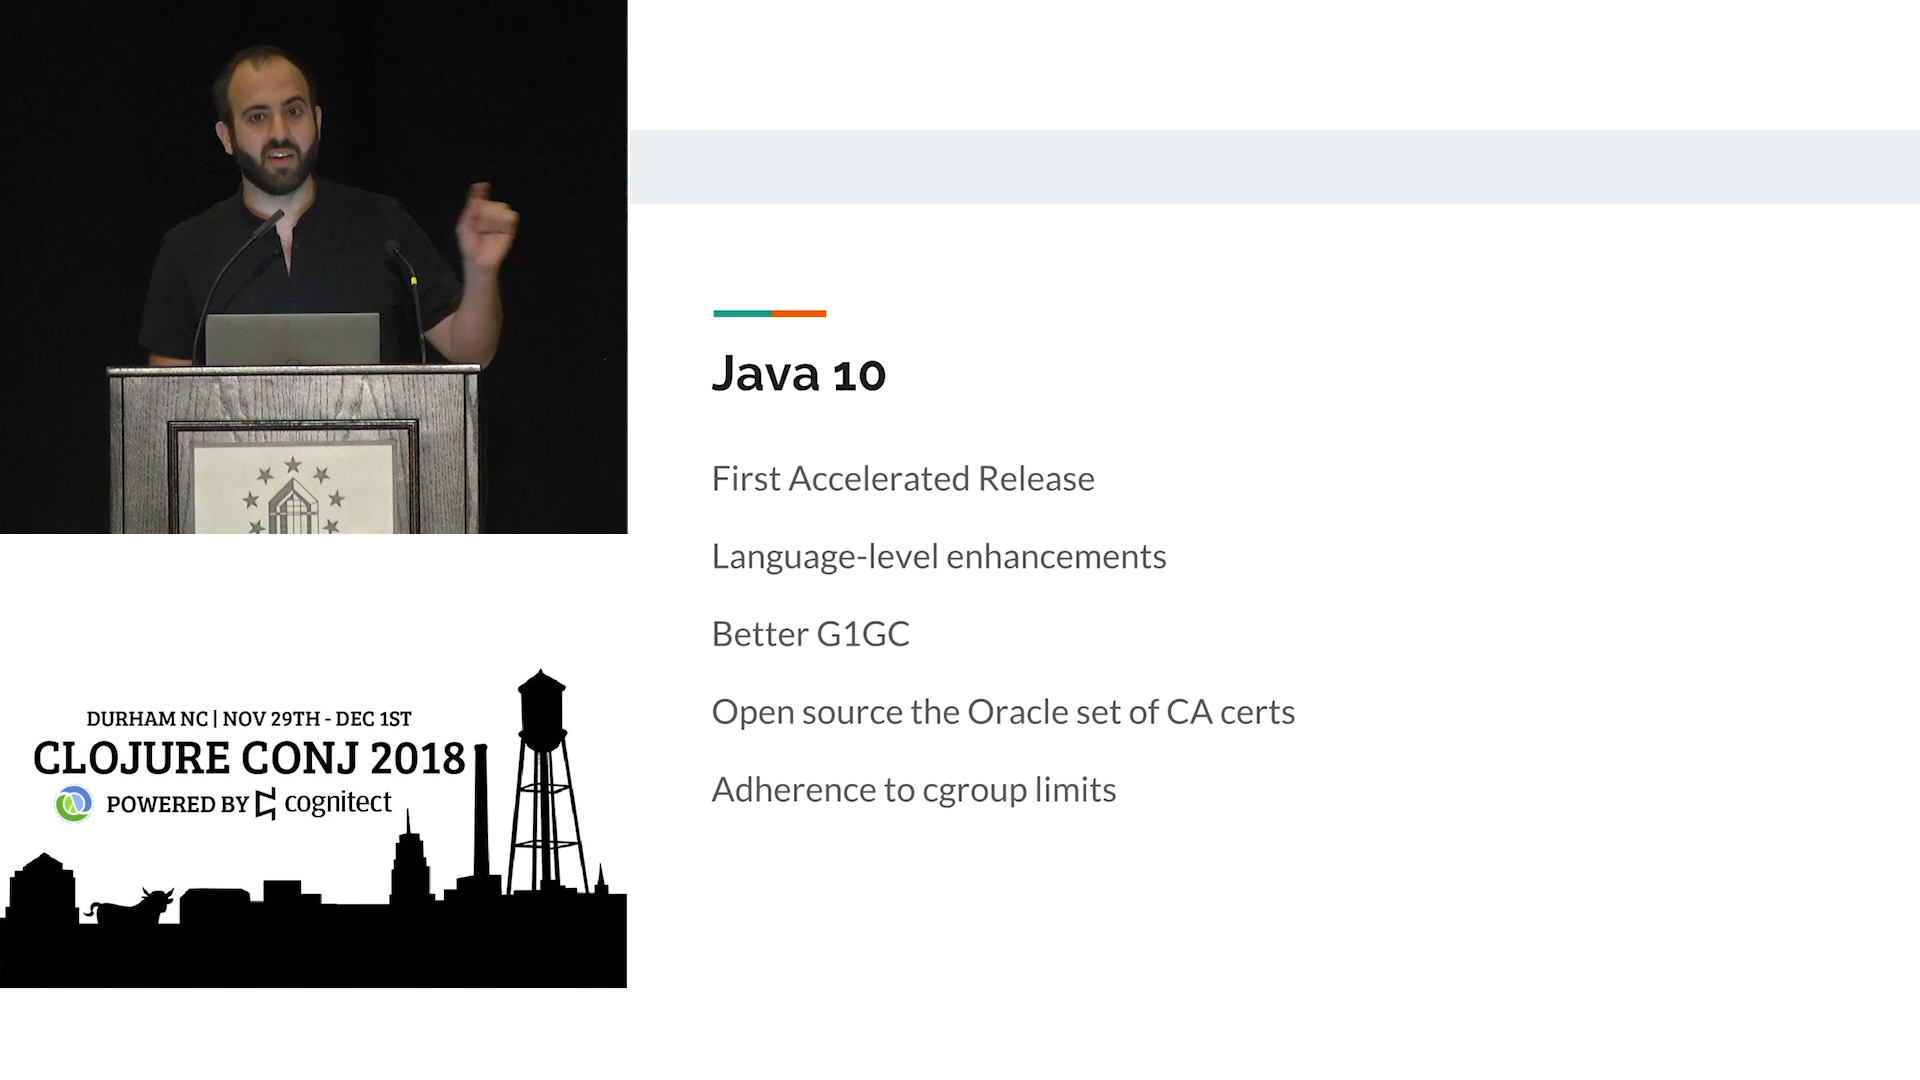 Java 10
First Accelerated Release
Language-level enhancements
Better G1GC
Open source the Oracle set of CA certs
Adherence to cgroup limits
DURHAM NC | NOV 29TH - DEC 1ST
CLOJURE CONJ 2018
POWERED BY cognitect